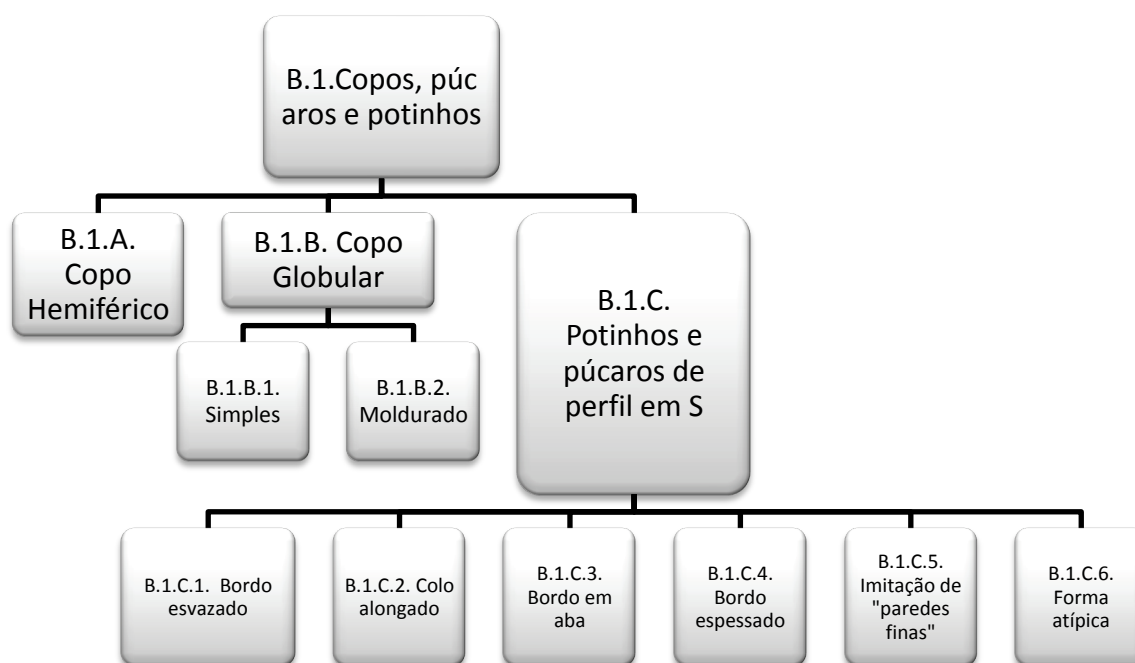 B.1.Copos, púc
aros e potinhos
B.1.A.
Copo
Hemiférico
B.1.B. Copo
Globular
B.1.C.
Potinhos e
púcaros de
perfil em S
B.1.B.1.
Simples
B.1.B.2.
Moldurado
B.1.C.1.  Bordo
esvazado
B.1.C.2. Colo
alongado
B.1.C.3.
Bordo em
aba
B.1.C.4.
Bordo
espessado
B.1.C.5.
Imitação de
"paredes
finas"
B.1.C.6.
Forma
atípica